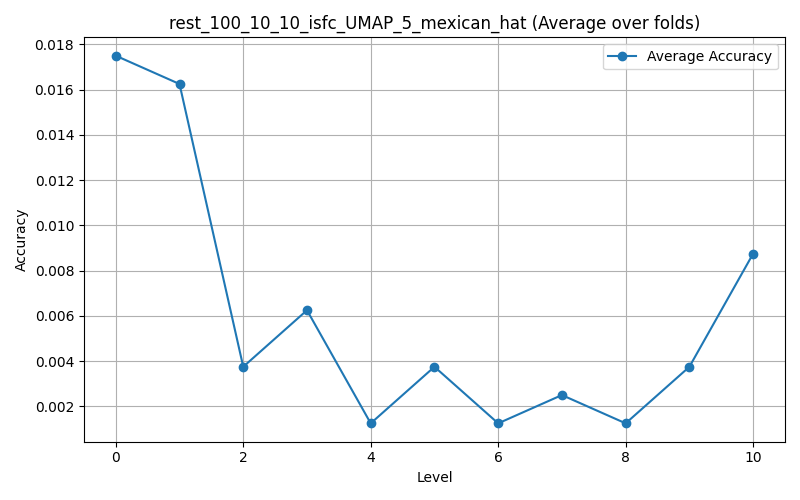 rest_100_10_10_isfc_UMAP_5_mexican_hat (Average over folds)
Average Accuracy
0.018
0.016
0.014
0.012
0.010
0.008
0.006
0.004
0.002
Accuracy
0 2 4 6 8 10
Level